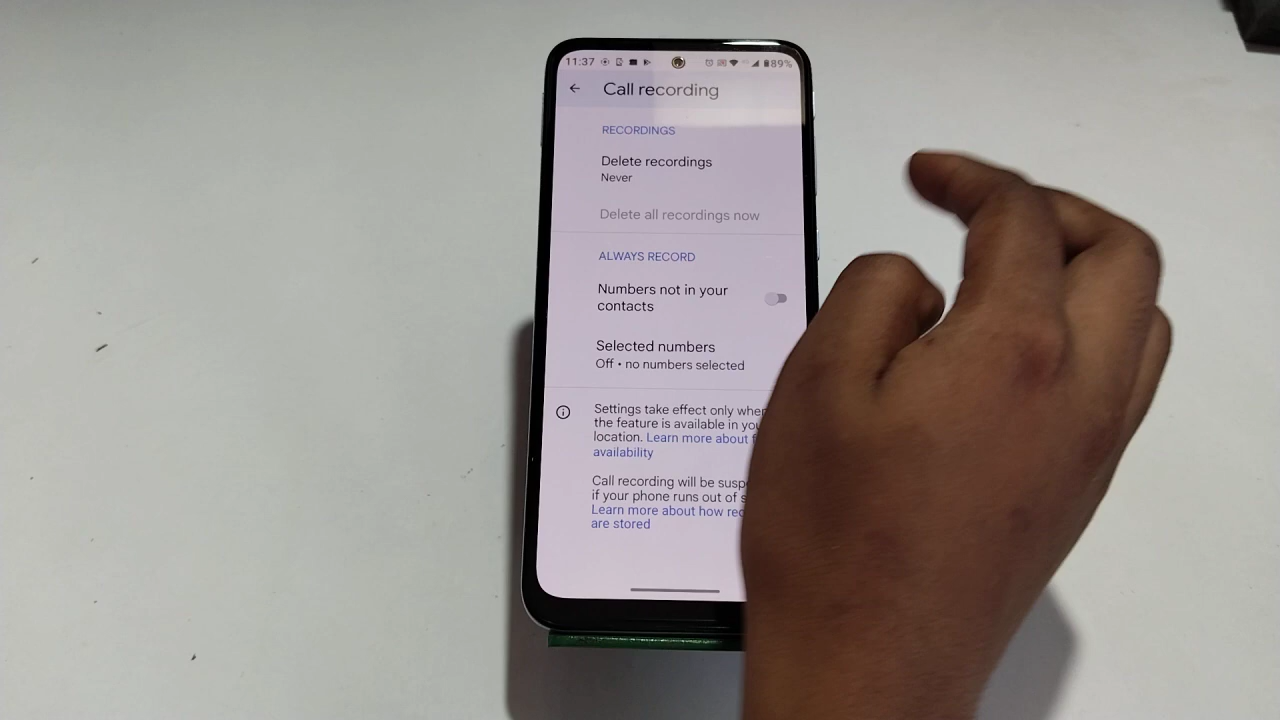 11:37 89%
Call recording
RECORDINGS
Delete recordings
Never
Delete all recordings now
ALWAYS RECORD
Numbers not in your
contacts
Selected numbers
Off • no numbers selected
Settings take effect only when
the feature is available in you
location. Learn more about
availability
Call recording will be
if your phone runs out of
Learn more about how
are stored